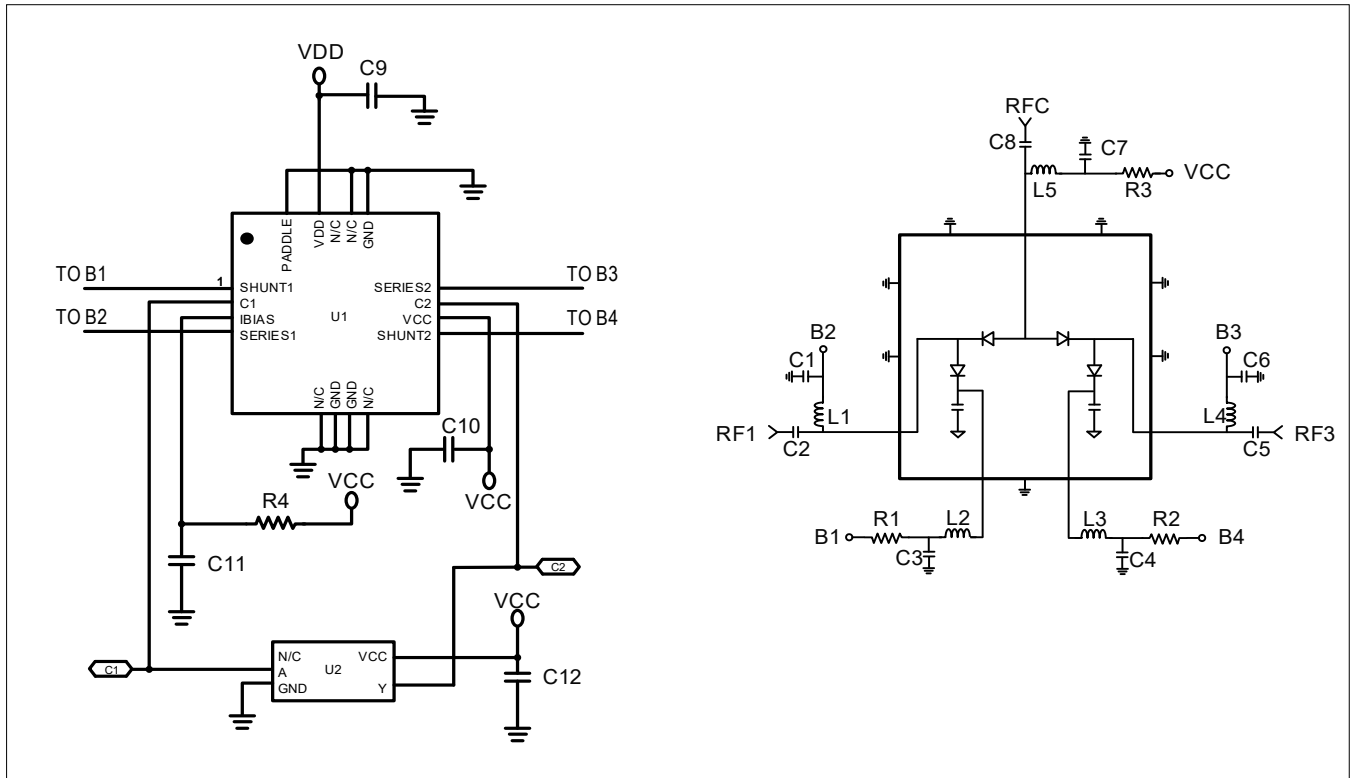 VDD
C9
PADDLE
VDD
N/C
N/C
GND
TO B1
1
SHUNT1
C1
IBIAS
SERIES1
TO B2
U1
SERIES2
C2
VCC
SHUNT2
TO B3
TO B4
N/C
GND
GND
N/C
C10
VCC
R4
VCC
C11
C2
VCC
C1
N/C
A
GND
U2
VCC
Y
C12
RFC
C8
C7
L5
R3
VCC
B2
C1
L1
RF1
C2
B3
C6
L4
C5
RF3
B1
R1
C3
L2
L3
R2
C4
B4